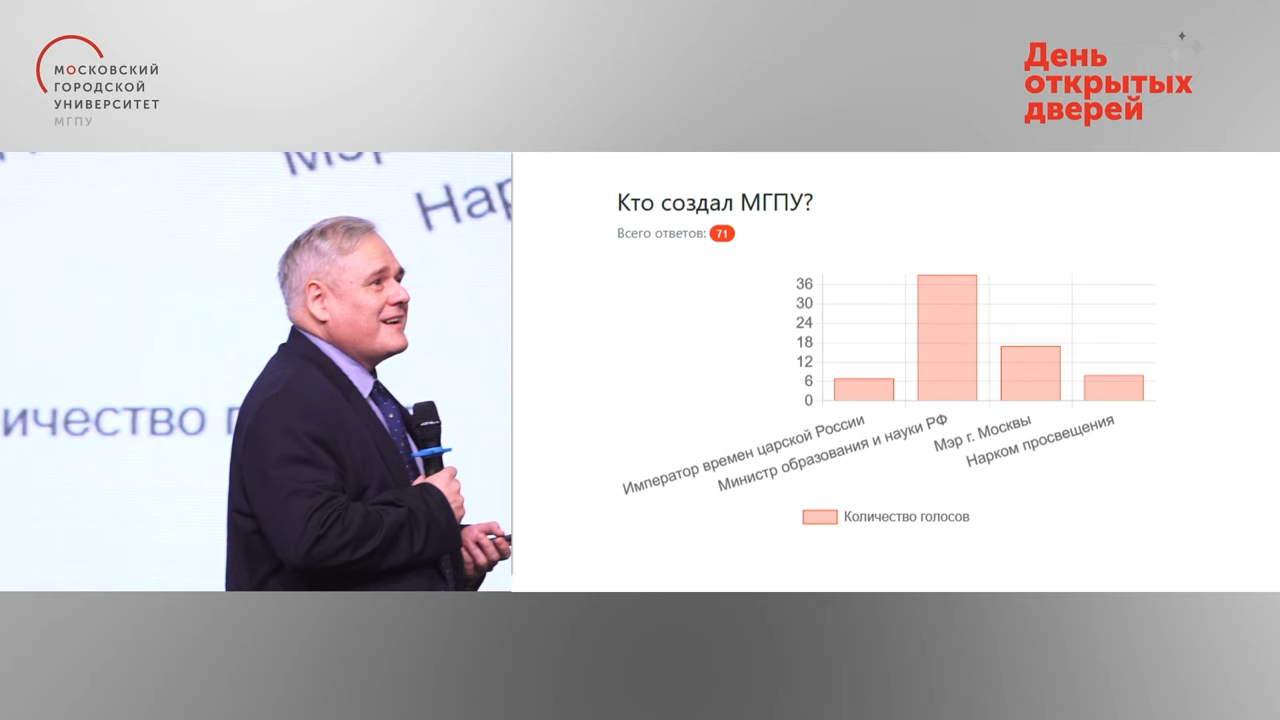 МОСКОВСКИЙ
ГОРОДСКОЙ
УНИВЕРСИТЕТ
МГПУ
День
открытых
дверей
Нар
ичество
Кто создал МГПУ?
Всего ответов: 71
36
30
24
18
12
6
0
Император времен царской России
Министр образования и науки РФ
Мэр г. Москвы
Нарком просвещения
Количество голосов